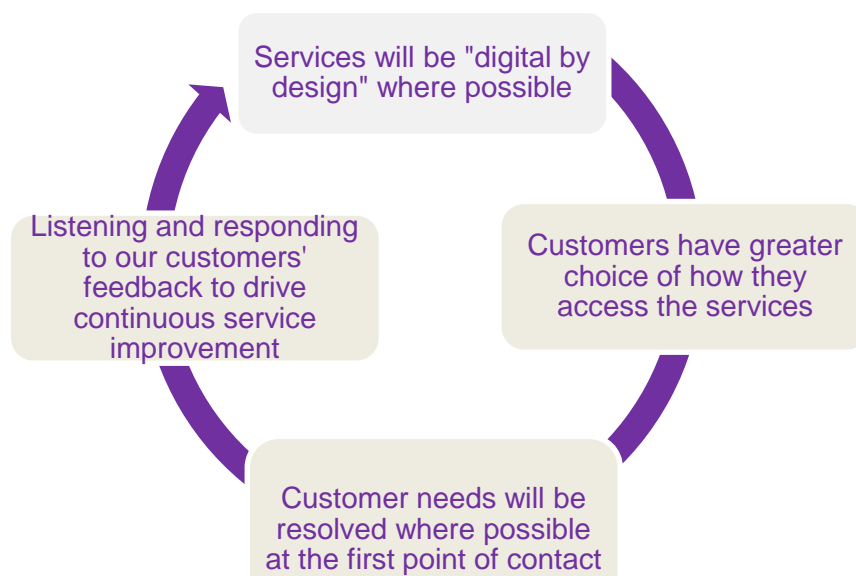 Services will be "digital by
design" where possible
Customers have greater
choice of how they
access the services
Customer needs will be
resolved where possible
at the first point of contact
Listening and responding
to our customers'
feedback to drive
continuous service
improvement